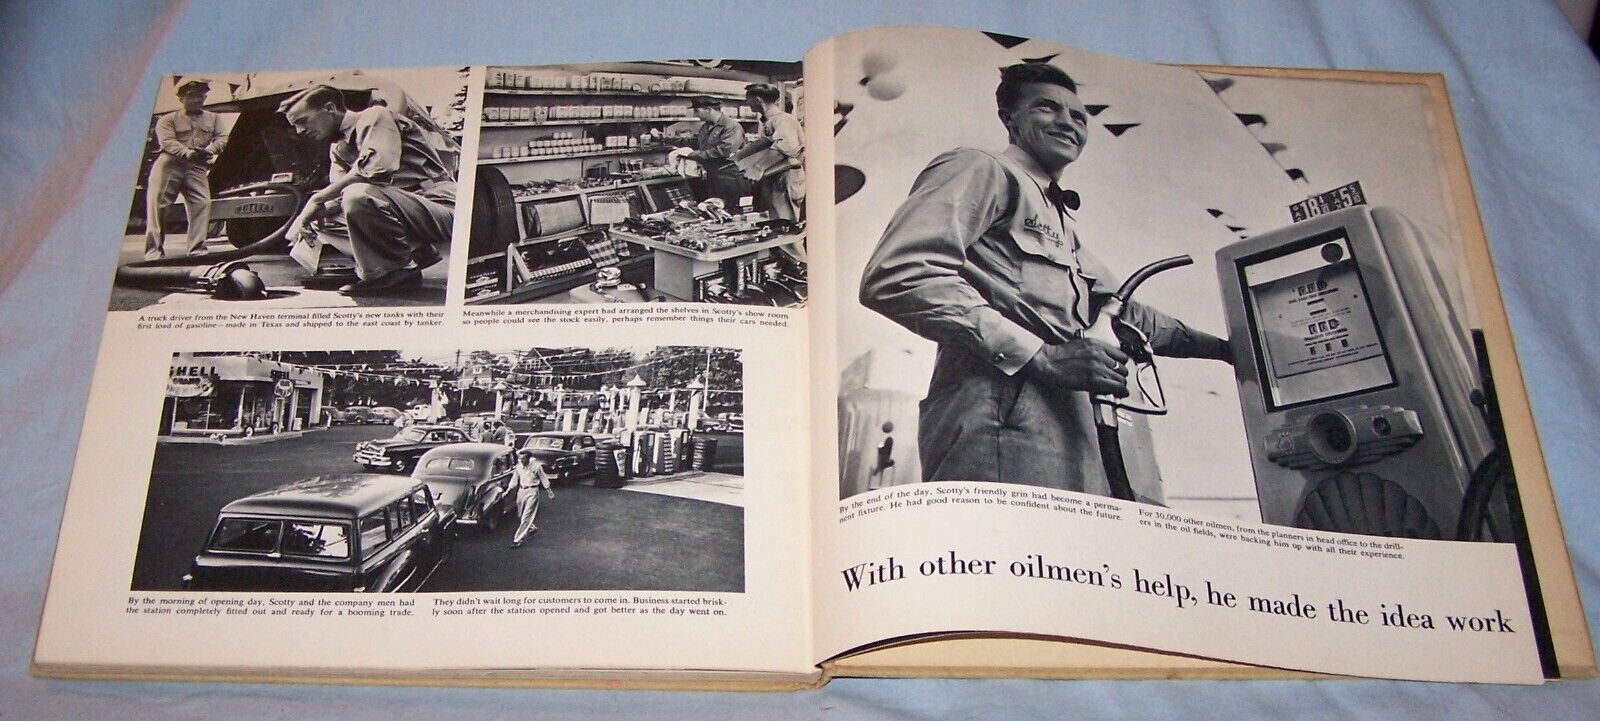 A truck driver from the New Haven terminal filled Scotty's new tanks with their
first load of gasoline—made in Texas and shipped to the east coast by tanker.
Meanwhile a merchandising expert had arranged the shelves in Scotty's show room
so people could see the stock easily, perhaps remember things their cars needed.
SHELL
SHELL
By the morning of opening day, Scotty and the company men had
the station completely fitted out and ready for a booming trade.
They didn't wait long for customers to come in. Business started brisk-
ly soon after the station opened and got better as the day went on.
Scotty
18
5
By the end of the day, Scotty's friendly grin had become a perma-
nent fixture. He had good reason to be confident about the future.
For 30,000 other oilmen, from the planners in head office to the drill-
ers in the oil fields, were backing him up with all their experience.
With other oilmen's help, he made the idea work